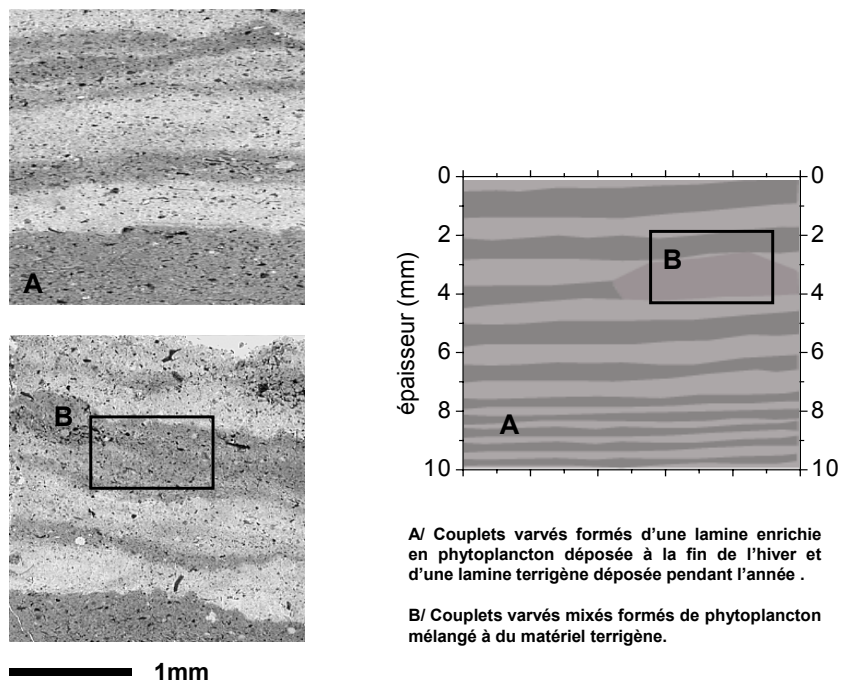 A
B
1mm
0
2
4
6
8
10
épaisseur (mm)
B
A
0
2
4
6
8
10
A/ Couplets varvés formés d’une lamine enrichie
en phytoplancton déposée à la fin de l’hiver et
d’une lamine terrigène déposée pendant l’année .
B/ Couplets varvés mixés formés de phytoplancton
mélangé à du matériel terrigène.